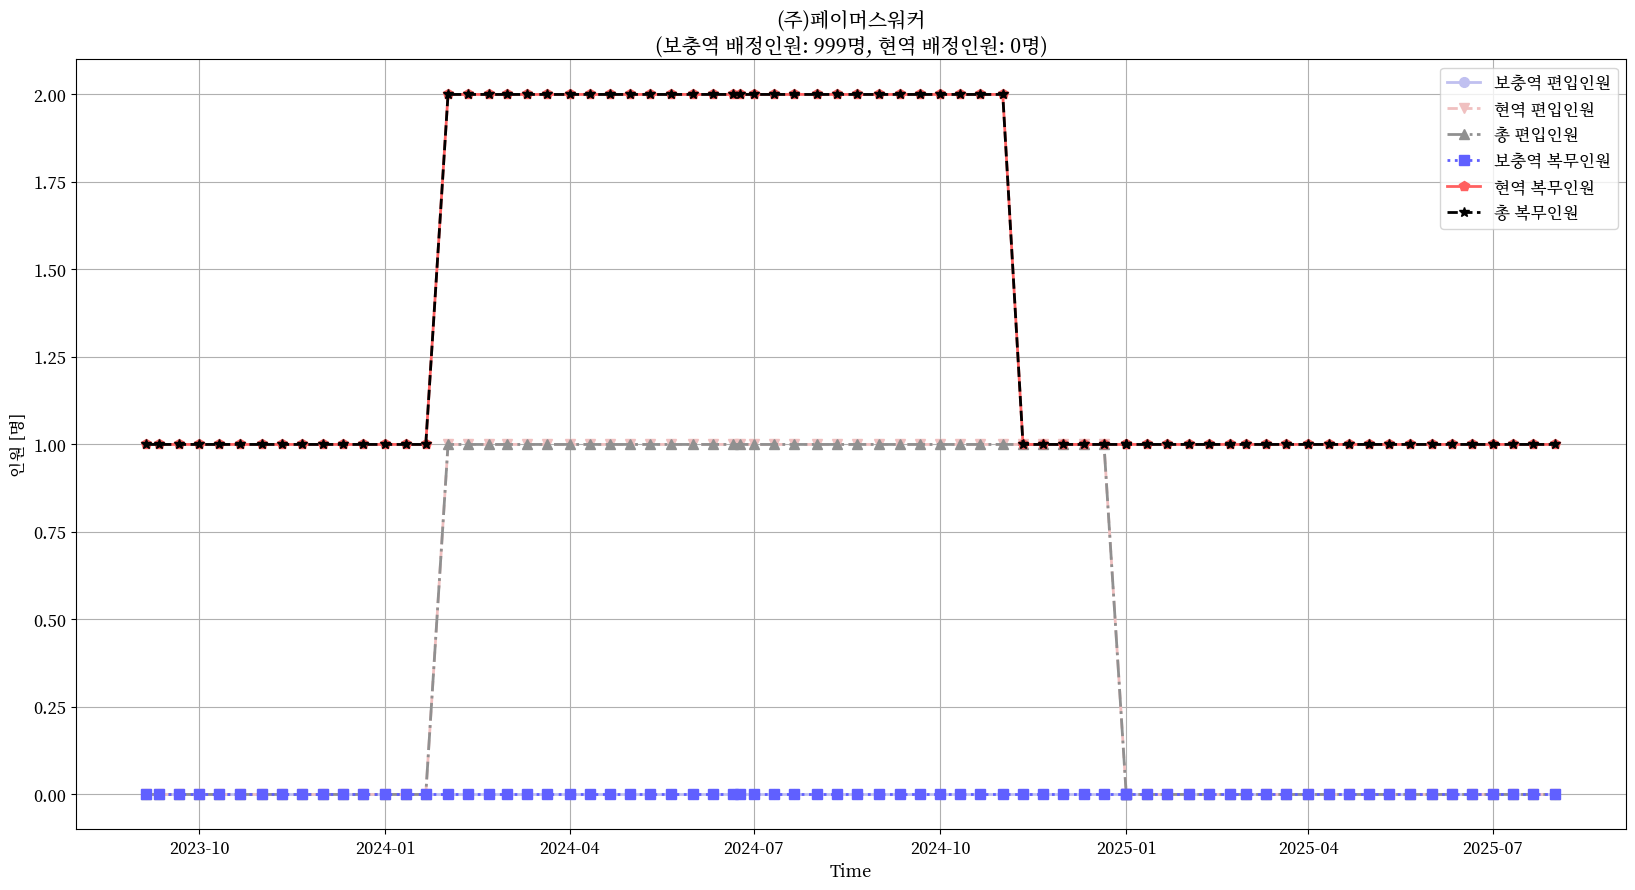 (주)페이머스워커
(보충역 배정인원: 999명, 현역 배정인원: 0명)
보충역 편입인원
현역 편입인원
총 편입인원
보충역 복무인원
현역 복무인원
총 복무인원
인원 [명]
2.00
1.75
1.50
1.25
1.00
0.75
0.50
0.25
0.00
2023-10
2024-01
2024-04
2024-07
2024-10
2025-01
2025-04
2025-07
Time